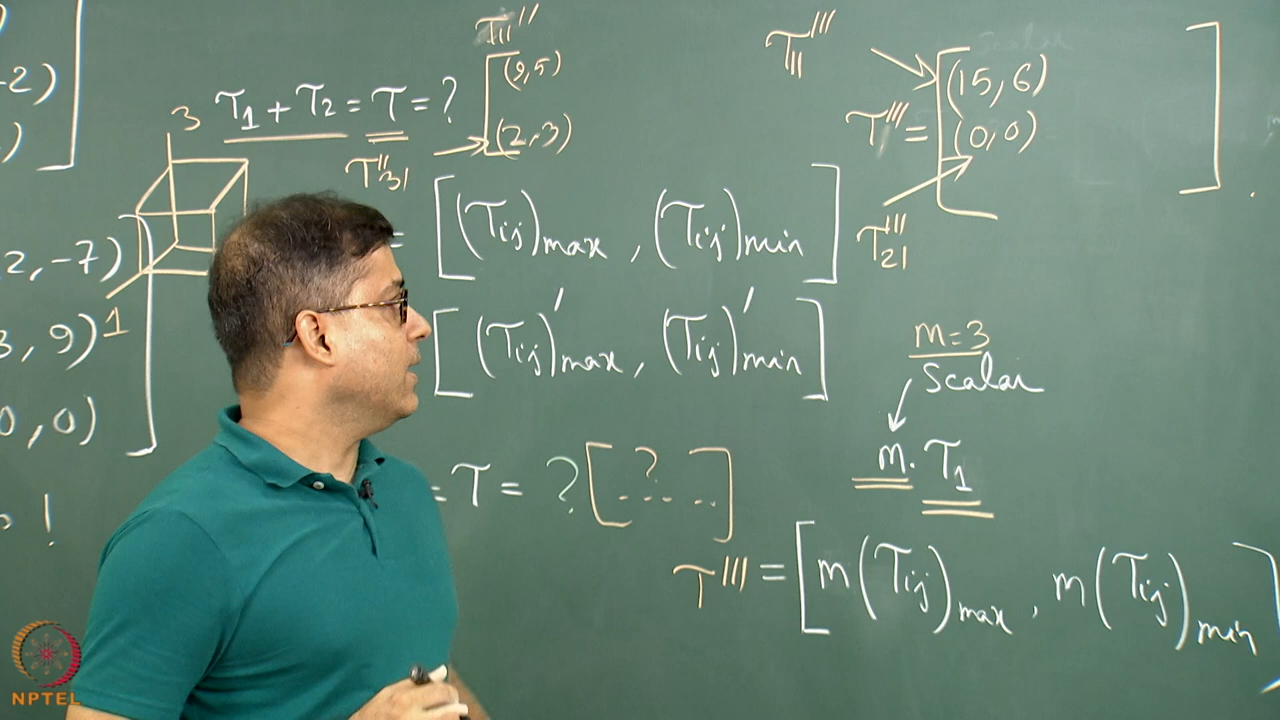 -2)
)
3
T₁ + T₂ = T = ?
T₁₁''
[(9,5)
(2,3)
T''₃₁
2, -7)
3, 9)
1
0, 0)
!
= [(Tij)max , (Tij)min]
[(Tij)'max , (Tij)'min]
= T = ? [ ? ... .. ]
T₁₁'''
(15,6)
T''' =
(0,0)
T₂₁'''
m=3
Scalar
m. T₁
T''' = [m(Tij)max , m(Tij)min
NPTEL